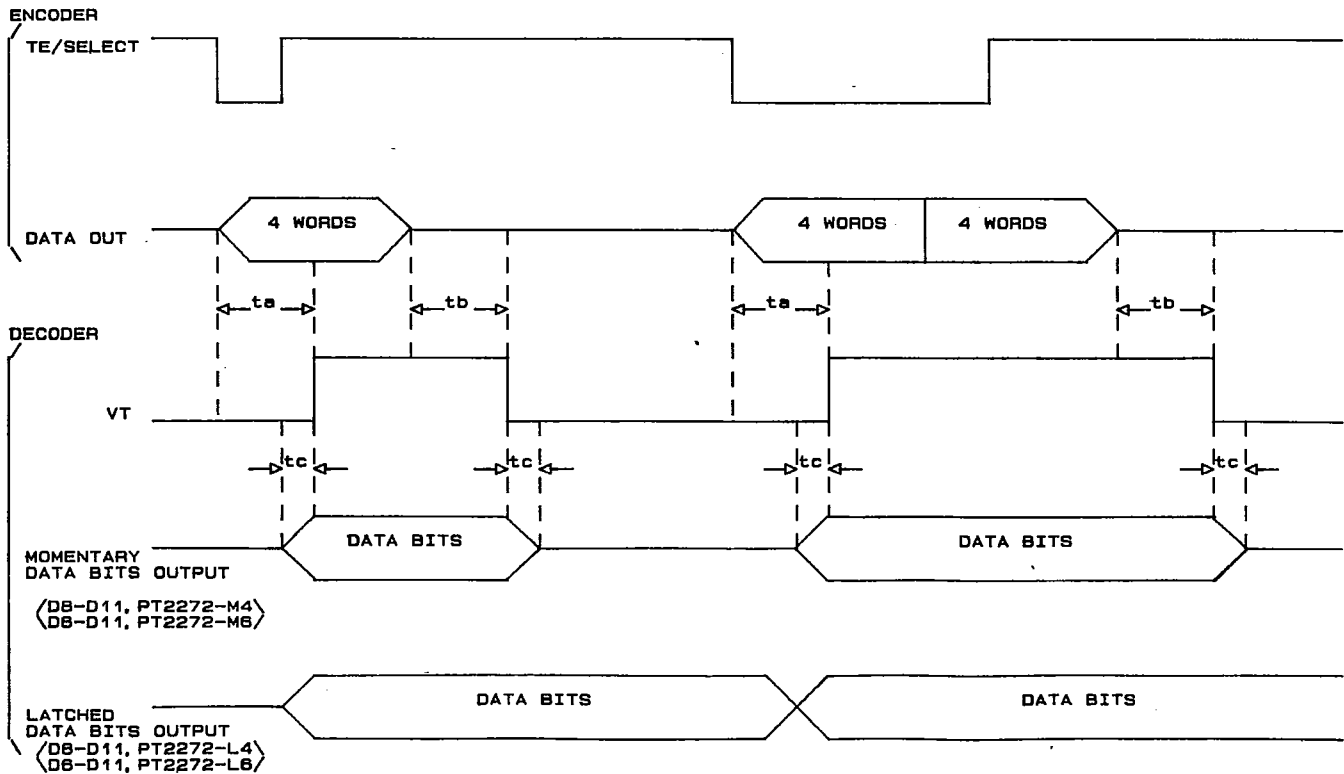 ENCODER
TE/SELECT
4 WORDS
4 WORDS
4 WORDS
DATA OUT
ta
tb
ta
tb
DECODER
VT
tc
tc
tc
tc
DATA BITS
DATA BITS
MOMENTARY
DATA BITS OUTPUT
D8-D11, PT2272-M4
D6-D11, PT2272-M6
DATA BITS
DATA BITS
LATCHED
DATA BITS OUTPUT
D8-D11, PT2272-L4
D6-D11, PT2272-L6